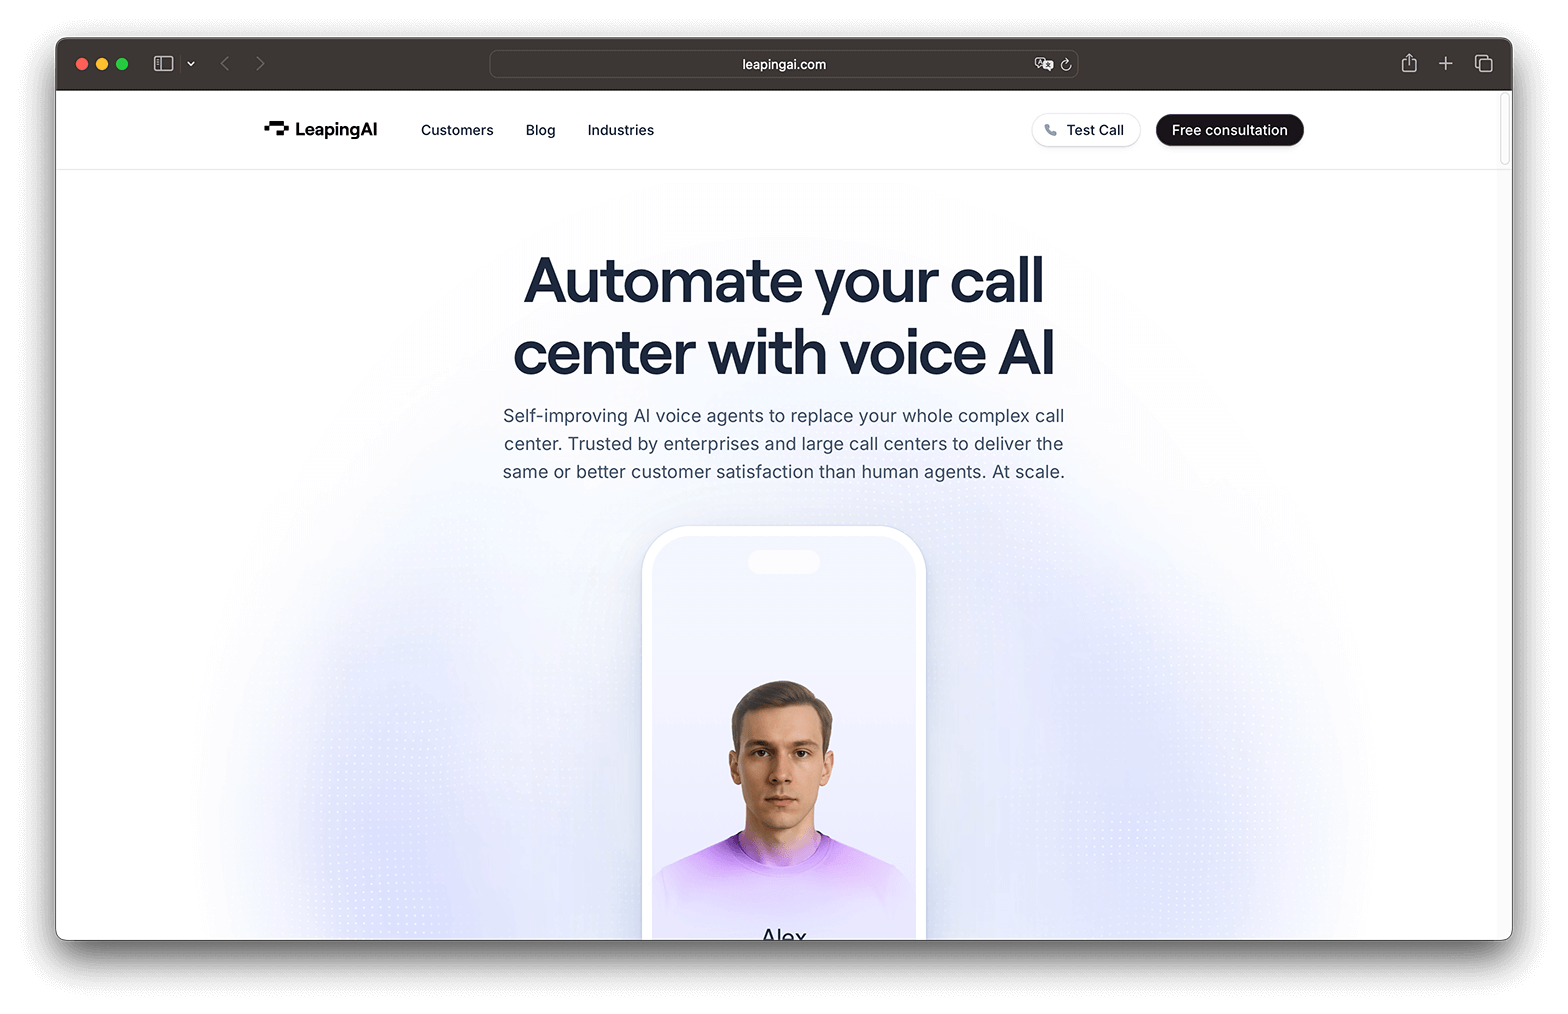 leapingai.com
LeapingAI
Customers
Blog
Industries
Test Call
Free consultation
Automate your call
center with voice AI
Self-improving AI voice agents to replace your whole complex call
center. Trusted by enterprises and large call centers to deliver the
same or better customer satisfaction than human agents. At scale.
Alex